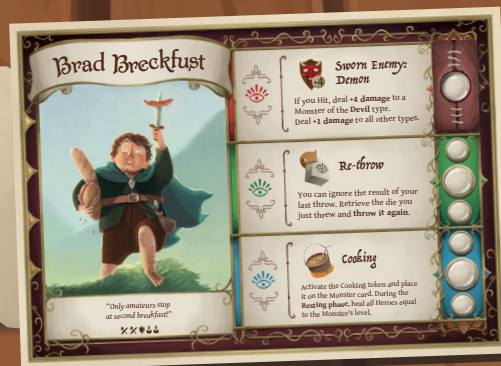 Brad Breckfust
"Only amateurs stop
at second breakfast!"
Sworn Enemy:
Demon
+4
If you Hit, deal +4 damage to a
Monster of the Devil type.
Deal +1 damage to all other types.
Re-throw
You can ignore the result of your
last throw. Retrieve the die you
just threw and throw it again.
Cooking
Activate the Cooking token and place
it on the Monster card. During the
Resting phase, heal all Heroes equal
to the Monster's level.